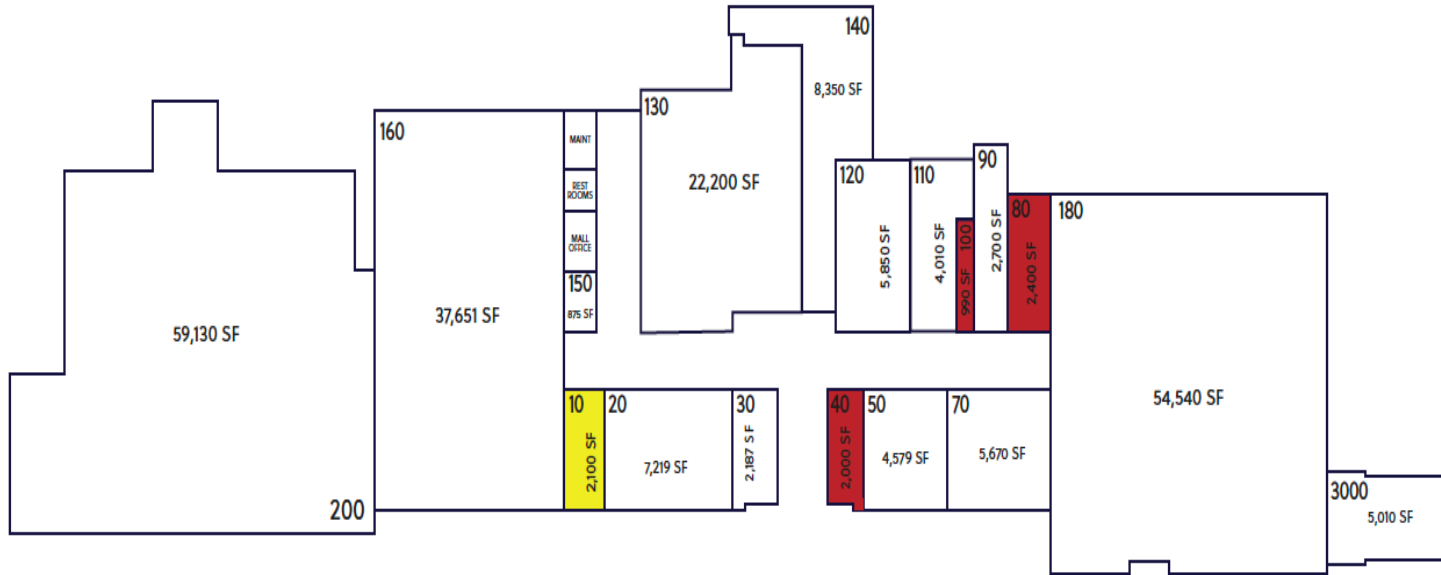 140
8,350 SF
130
22,200 SF
160
37,651 SF
MAINT
REST
ROOMS
MALL
OFFICE
150
875 SF
59,130 SF
200
120
5,850 SF
110
4,010 SF
100
990 SF
90
2,700 SF
80
2,400 SF
180
54,540 SF
10
2,100 SF
20
7,219 SF
30
2,187 SF
40
2,000 SF
50
4,579 SF
70
5,670 SF
3000
5,010 SF